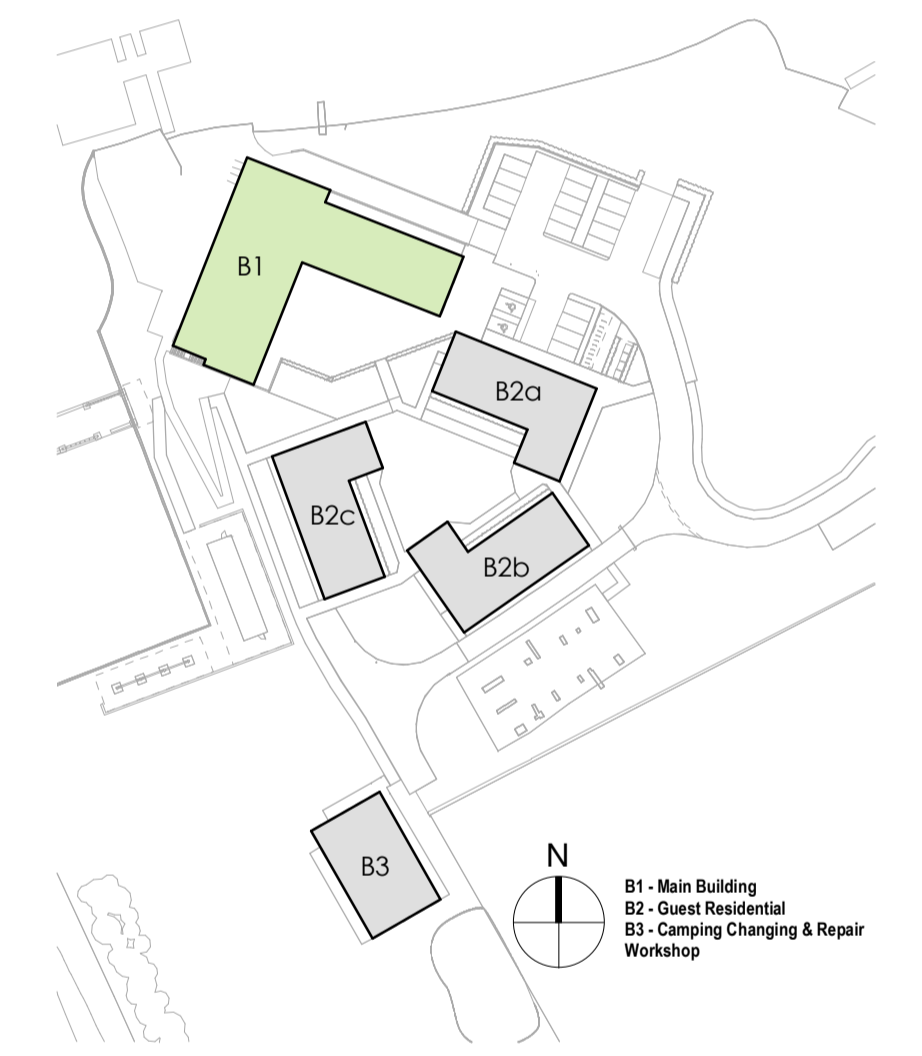 B1
B2a
B2c
B2b
B3
N
B1 - Main Building
B2 - Guest Residential
B3 - Camping Changing & Repair
Workshop